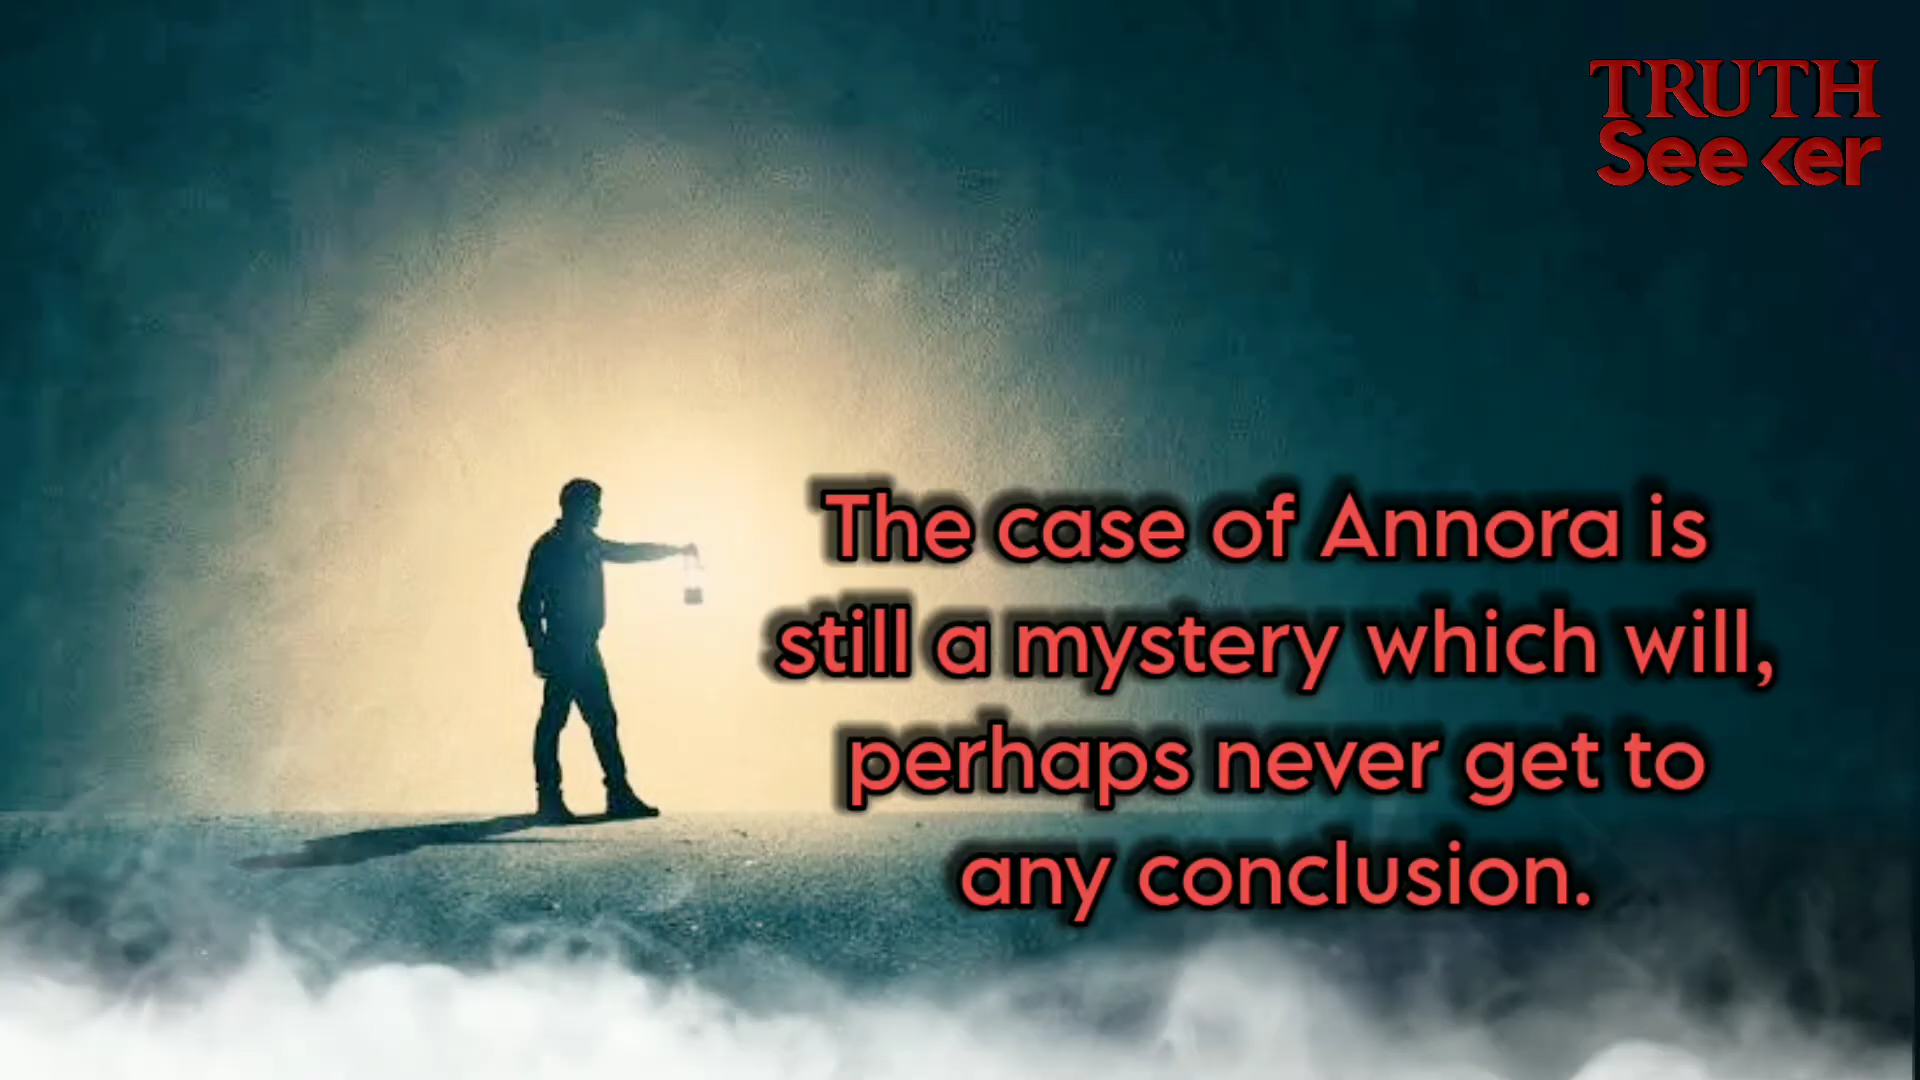 TRUTH
Seeker
The case of Annora is
still a mystery which will,
perhaps never get to
any conclusion.